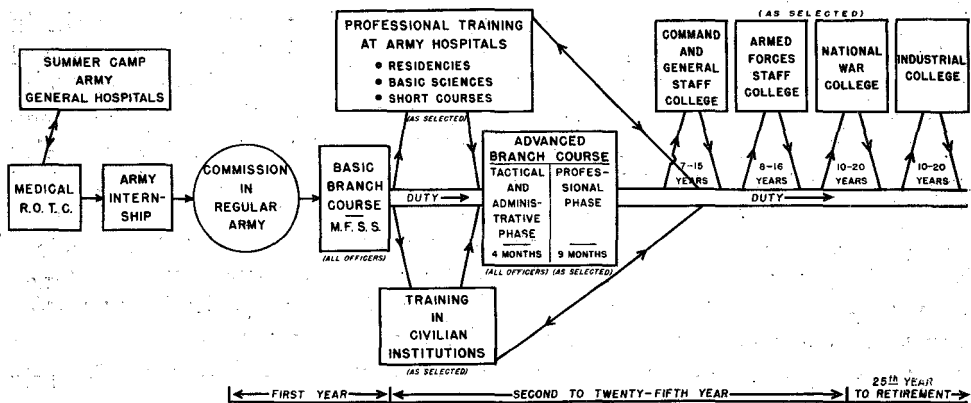 SUMMER CAMP
ARMY
GENERAL HOSPITALS
MEDICAL
R.O.T.C.
ARMY
INTERN-
SHIP
COMMISSION
IN
REGULAR
ARMY
BASIC
BRANCH
COURSE
M.F.S.S.
(ALL OFFICERS)
PROFESSIONAL TRAINING
AT ARMY HOSPITALS
• RESIDENCIES
• BASIC SCIENCES
• SHORT COURSES
(AS SELECTED)
DUTY
TRAINING
IN
CIVILIAN
INSTITUTIONS
(AS SELECTED)
ADVANCED
BRANCH COURSE
TACTICAL
AND
ADMINIS-
TRATIVE
PHASE
4 MONTHS
(ALL OFFICERS)
PROFES-
SIONAL
PHASE
9 MONTHS
(AS SELECTED)
(AS SELECTED)
COMMAND
AND
GENERAL
STAFF
COLLEGE
7-15
YEARS
ARMED
FORCES
STAFF
COLLEGE
8-16
YEARS
NATIONAL
WAR
COLLEGE
10-20
YEARS
INDUSTRIAL
COLLEGE
10-20
YEARS
DUTY
FIRST YEAR
SECOND TO TWENTY-FIFTH YEAR
25th YEAR
TO RETIREMENT